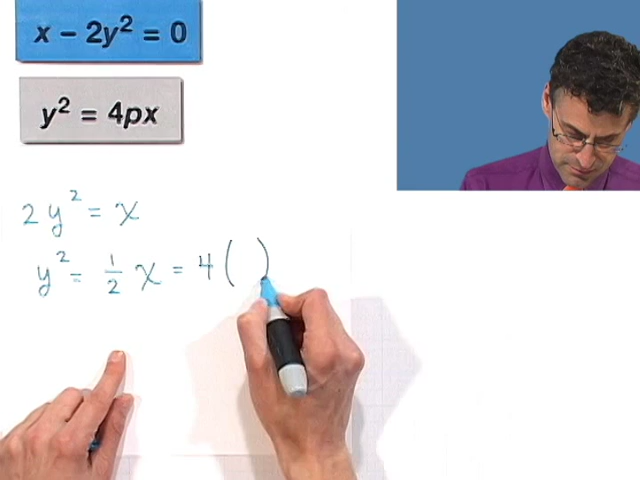 x − 2y² = 0
y² = 4px
2y² = x
y² = 1/2 x = 4( )